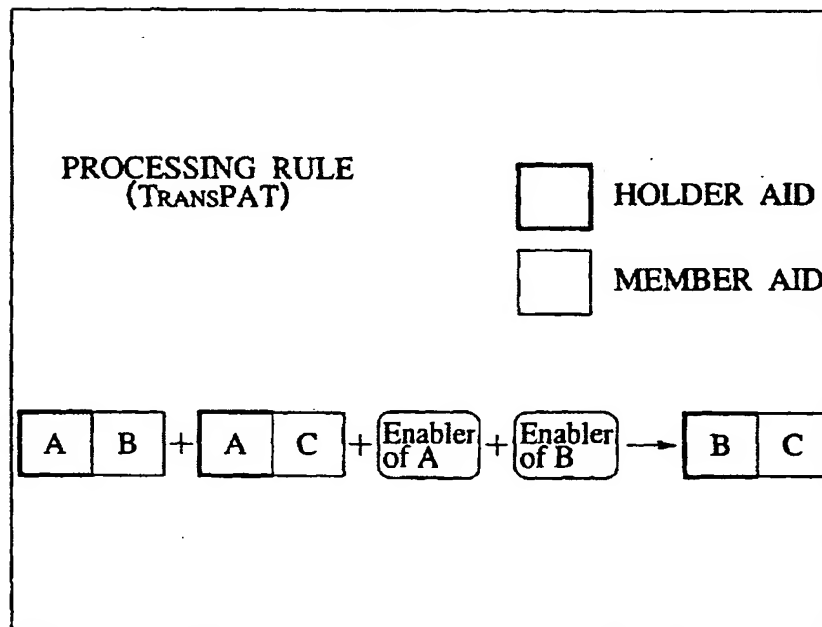 PROCESSING RULE
(TRANSPAT)
HOLDER AID
MEMBER AID
A B + A C + Enabler of A + Enabler of B → B C